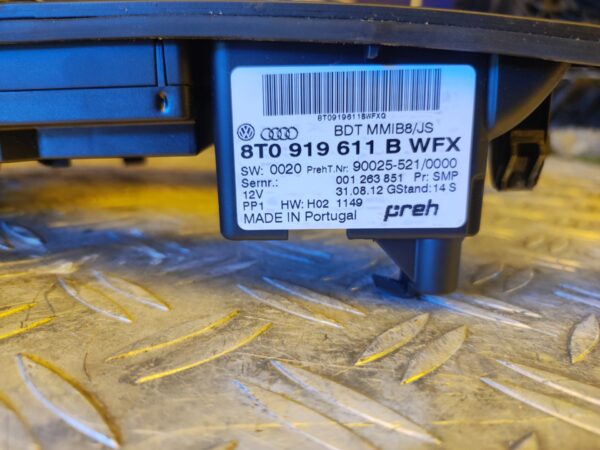 8T0919611BWFXQ
BDT MMIB8/JS
8T0 919 611 B WFX
SW: 0020 PrehT.Nr: 90025-521/0000
Sernr.: 001 263 851 Pr: SMP
12V 31.08.12 GStand: 14 S
PP1 HW: H02 1149
MADE IN Portugal preh